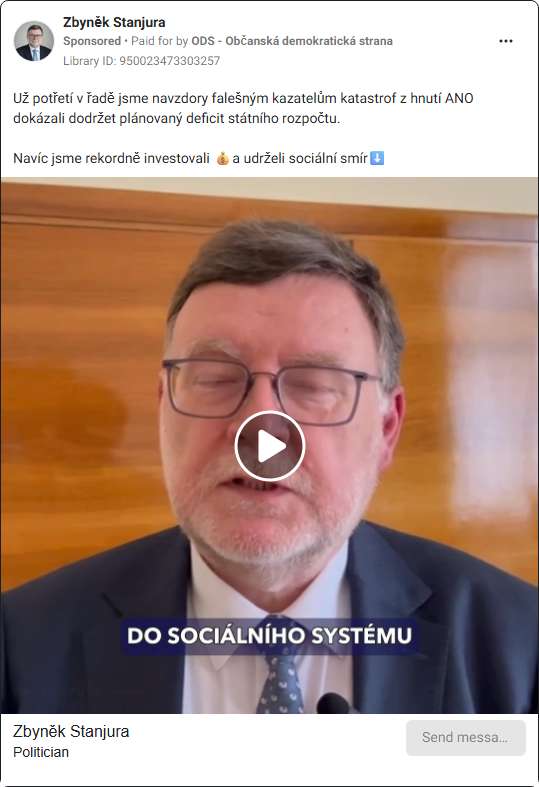 Zbyněk Stanjura
Sponsored • Paid for by ODS - Občanská demokratická strana
Library ID: 950023473303257
Už potřetí v řadě jsme navzdory falešným kazatelům katastrof z hnutí ANO
dokázali dodržet plánovaný deficit státního rozpočtu.
Navíc jsme rekordně investovali 💰 a udrželi sociální smír⬇️
DO SOCIÁLNÍHO SYSTÉMU
Zbyněk Stanjura
Politician
Send messa...